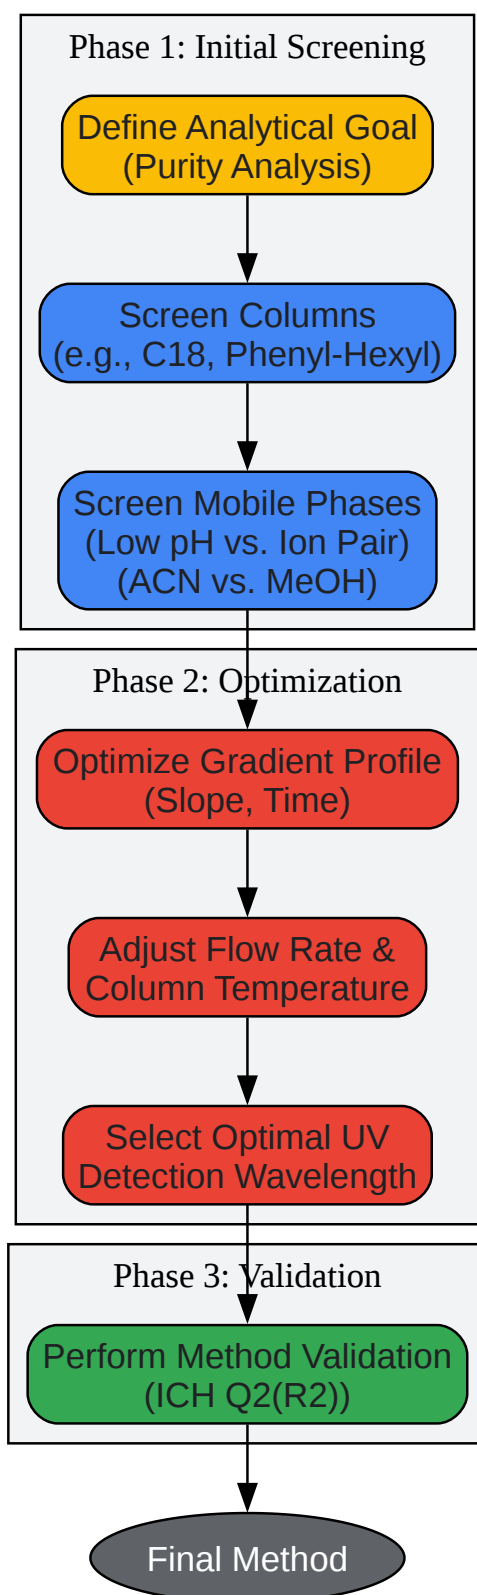 Phase 1: Initial Screening
Define Analytical Goal
(Purity Analysis)
Screen Columns
(e.g., C18, Phenyl-Hexyl)
Screen Mobile Phases
(Low pH vs. Ion Pair)
(ACN vs. MeOH)
Phase 2: Optimization
Optimize Gradient Profile
(Slope, Time)
Adjust Flow Rate &
Column Temperature
Select Optimal UV
Detection Wavelength
Phase 3: Validation
Perform Method Validation
(ICH Q2(R2))
Final Method